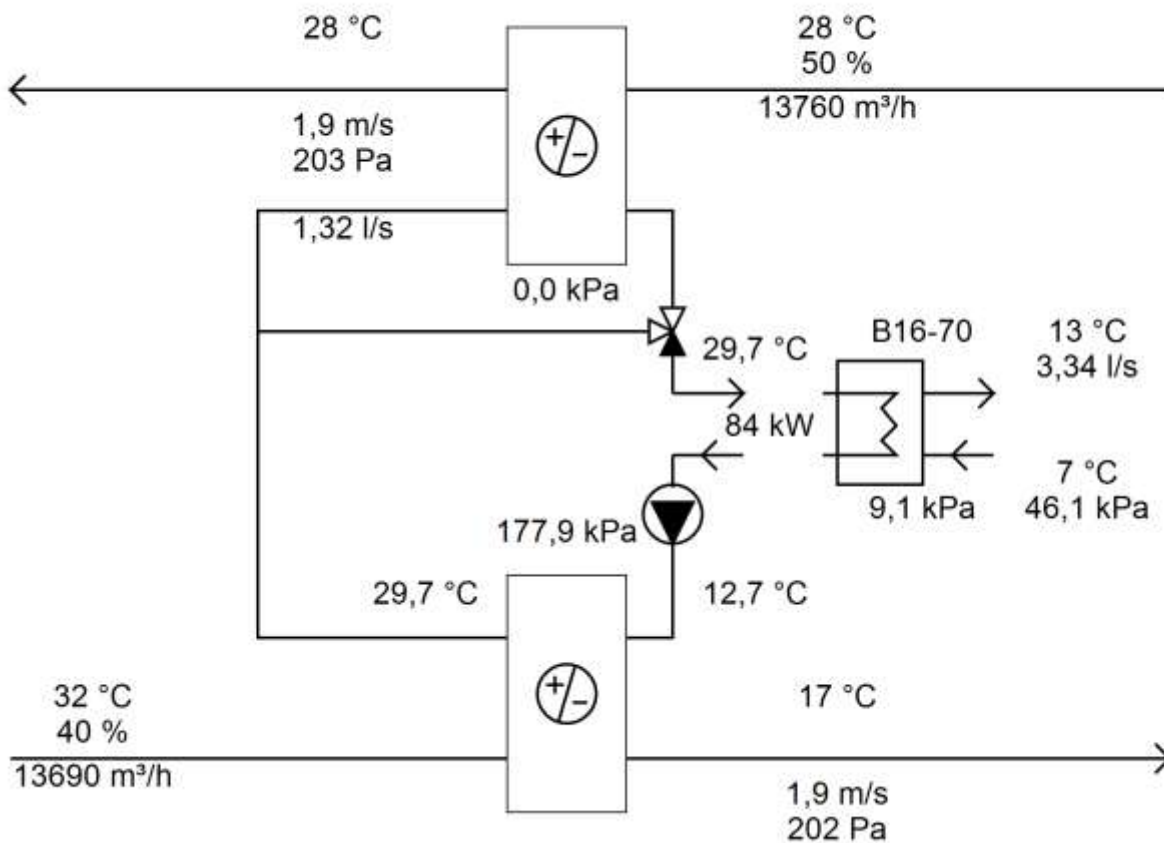 28 °C
28 °C
50 %
13760 m³/h
1,9 m/s
203 Pa
1,32 l/s
0,0 kPa
29,7 °C
B16-70
13 °C
3,34 l/s
84 kW
7 °C
46,1 kPa
9,1 kPa
177,9 kPa
29,7 °C
12,7 °C
32 °C
40 %
13690 m³/h
17 °C
1,9 m/s
202 Pa